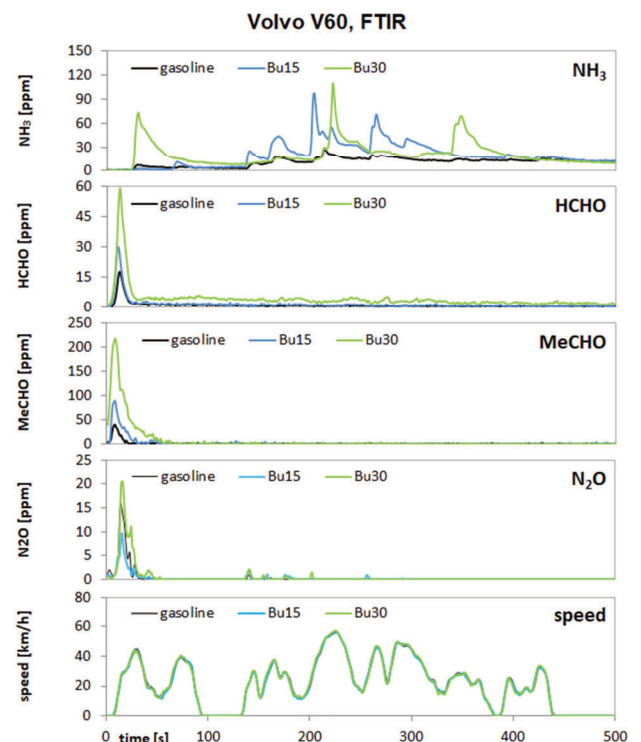 Volvo V60, FTIR
NH₃ [ppm]
150
120
90
60
30
0
gasoline Bu15 Bu30
NH₃
HCHO [ppm]
60
45
30
15
0
gasoline Bu15 Bu30
HCHO
MeCHO [ppm]
250
200
150
100
50
0
gasoline Bu15 Bu30
MeCHO
N2O [ppm]
25
20
15
10
5
0
gasoline Bu15 Bu30
N₂O
speed [km/h]
80
60
40
20
0
gasoline Bu15 Bu30
speed
0 time [s] 100 200 300 400 500